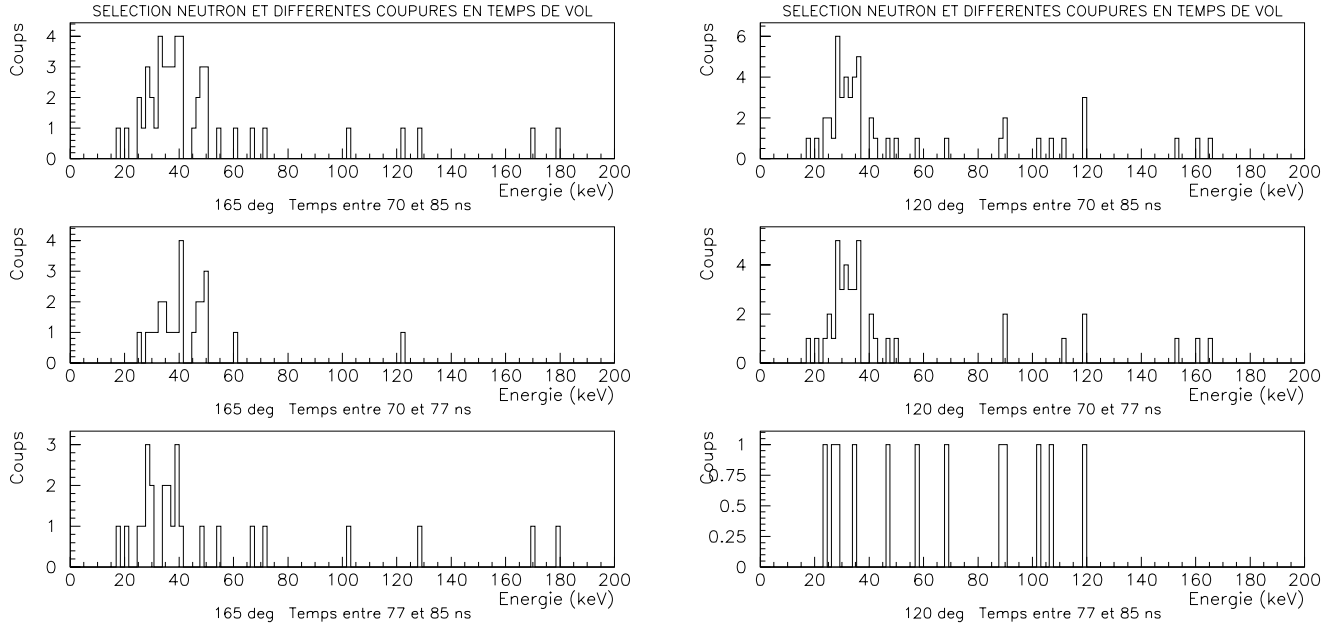 SELECTION NEUTRON ET DIFFERENTES COUPURES EN TEMPS DE VOL
Coups
4
3
2
1
0
0 20 40 60 80 100 120 140 160 180 200
Energie (keV)
165 deg Temps entre 70 et 85 ns
Coups
4
3
2
1
0
0 20 40 60 80 100 120 140 160 180 200
Energie (keV)
165 deg Temps entre 70 et 77 ns
Coups
3
2
1
0
0 20 40 60 80 100 120 140 160 180 200
Energie (keV)
165 deg Temps entre 77 et 85 ns
SELECTION NEUTRON ET DIFFERENTES COUPURES EN TEMPS DE VOL
Coups
6
4
2
0
0 20 40 60 80 100 120 140 160 180 200
Energie (keV)
120 deg Temps entre 70 et 85 ns
Coups
4
2
0
0 20 40 60 80 100 120 140 160 180 200
Energie (keV)
120 deg Temps entre 70 et 77 ns
Coups
1
0.75
0.5
0.25
0
0 20 40 60 80 100 120 140 160 180 200
Energie (keV)
120 deg Temps entre 77 et 85 ns